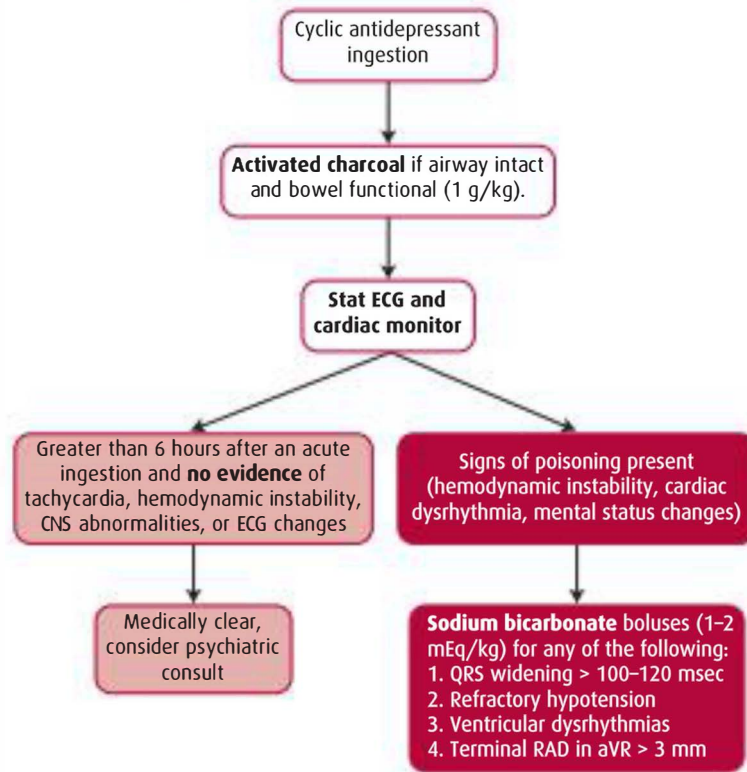 Cyclic antidepressant
ingestion
Activated charcoal if airway intact
and bowel functional (1 g/kg).
Stat ECG and
cardiac monitor
Greater than 6 hours after an acute
ingestion and no evidence of
tachycardia, hemodynamic instability,
CNS abnormalities, or ECG changes
Signs of poisoning present
(hemodynamic instability, cardiac
dysrhythmia, mental status changes)
Medically clear,
consider psychiatric
consult
Sodium bicarbonate boluses (1–2
mEq/kg) for any of the following:
1. QRS widening > 100–120 msec
2. Refractory hypotension
3. Ventricular dysrhythmias
4. Terminal RAD in aVR > 3 mm